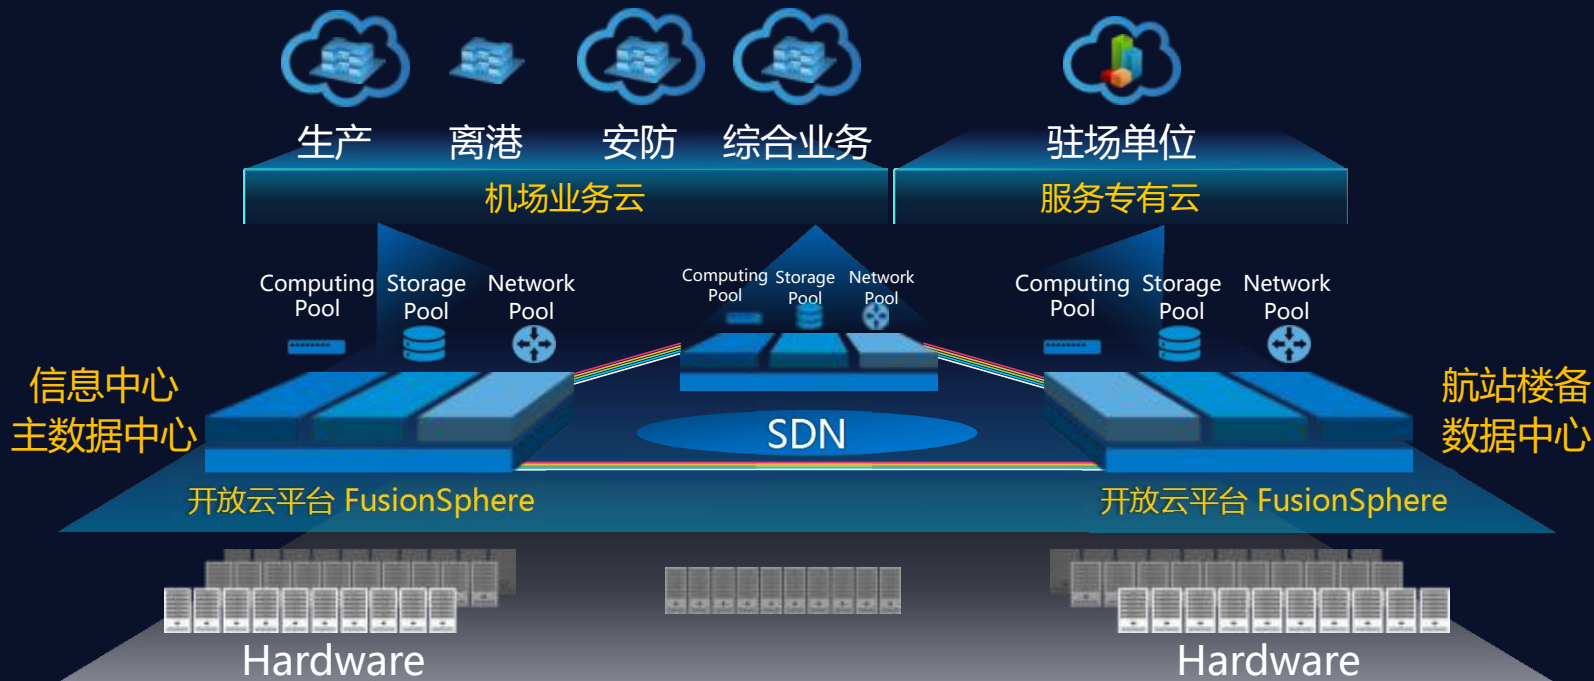 生产
离港
安防
综合业务
驻场单位
机场业务云
服务专有云
Computing
Pool
Storage
Pool
Network
Pool
Computing
Pool
Storage
Pool
Network
Pool
Computing
Pool
Storage
Pool
Network
Pool
信息中心
主数据中心
SDN
航站楼备
数据中心
开放云平台 FusionSphere
开放云平台 FusionSphere
Hardware
Hardware